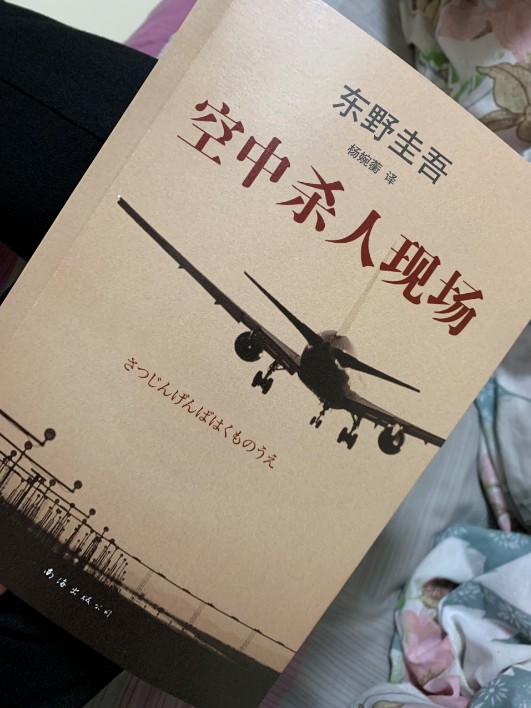 东野圭吾
杨婉蘅 译
空中杀人现场
さつじんげんばはくものうえ
南海出版公司